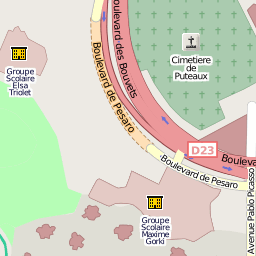 Boulevard de Pesaro
Boulevard des Bouvets
Cimetière de
Puteaux
Groupe
Scolaire
Elsa
Triolet
D23
Boulevard de Pesaro
Avenue Pablo Picasso
Groupe
Scolaire
Maxime
Gorki